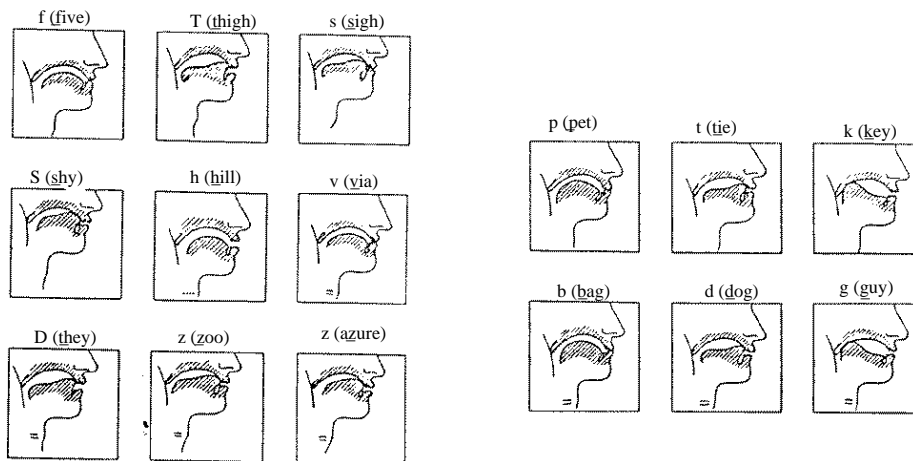 f (five)
T (thigh)
s (sigh)
S (shy)
h (hill)
v (via)
D (they)
z (zoo)
z (azure)
p (pet)
t (tie)
k (key)
b (bag)
d (dog)
g (guy)